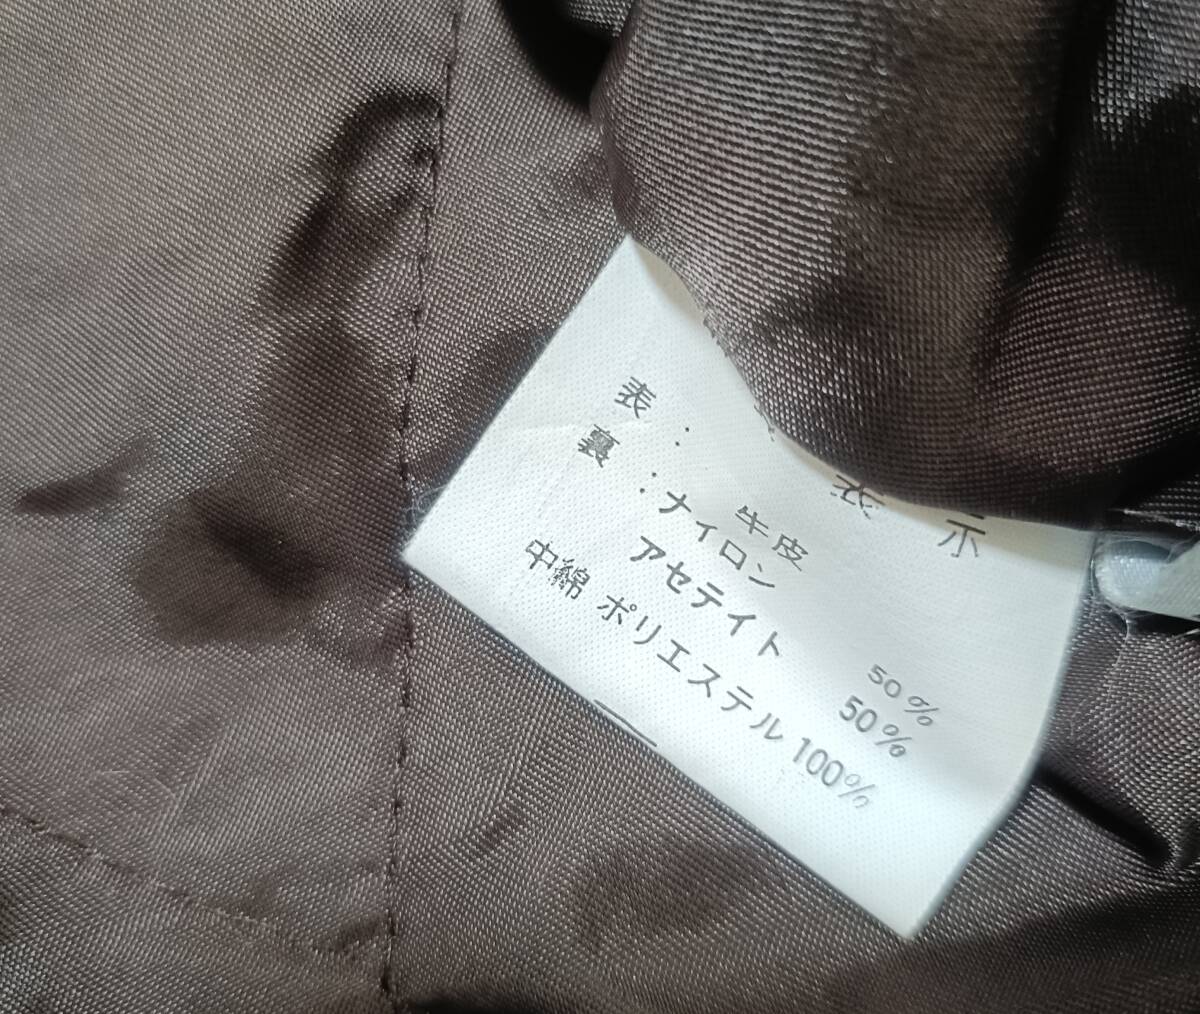 表示
表： 牛皮
裏： ナイロン 50%
アセテイト 50%
中綿 ポリエステル 100%